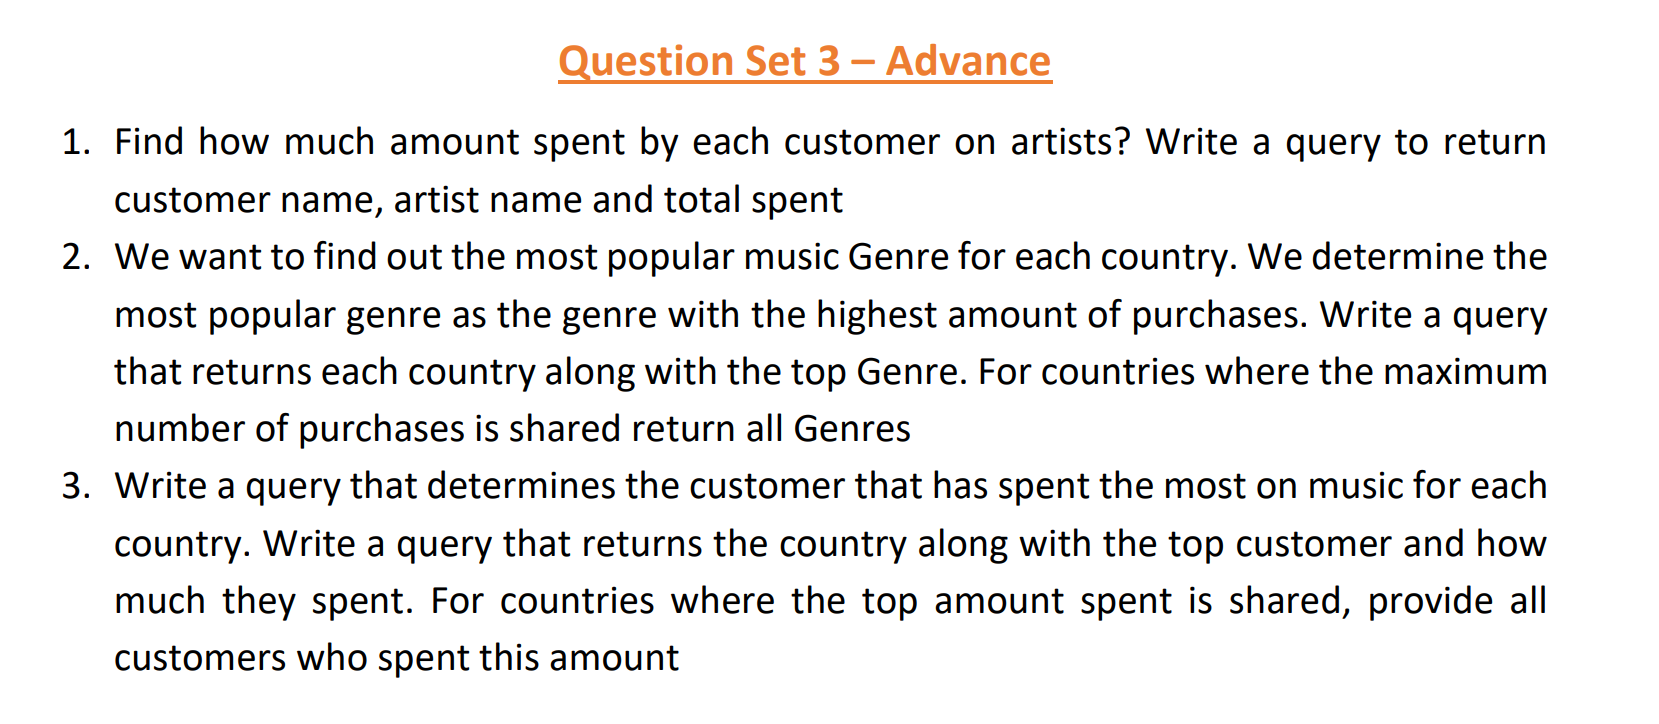 Question Set 3 – Advance
1. Find how much amount spent by each customer on artists? Write a query to return
customer name, artist name and total spent
2. We want to find out the most popular music Genre for each country. We determine the
most popular genre as the genre with the highest amount of purchases. Write a query
that returns each country along with the top Genre. For countries where the maximum
number of purchases is shared return all Genres
3. Write a query that determines the customer that has spent the most on music for each
country. Write a query that returns the country along with the top customer and how
much they spent. For countries where the top amount spent is shared, provide all
customers who spent this amount